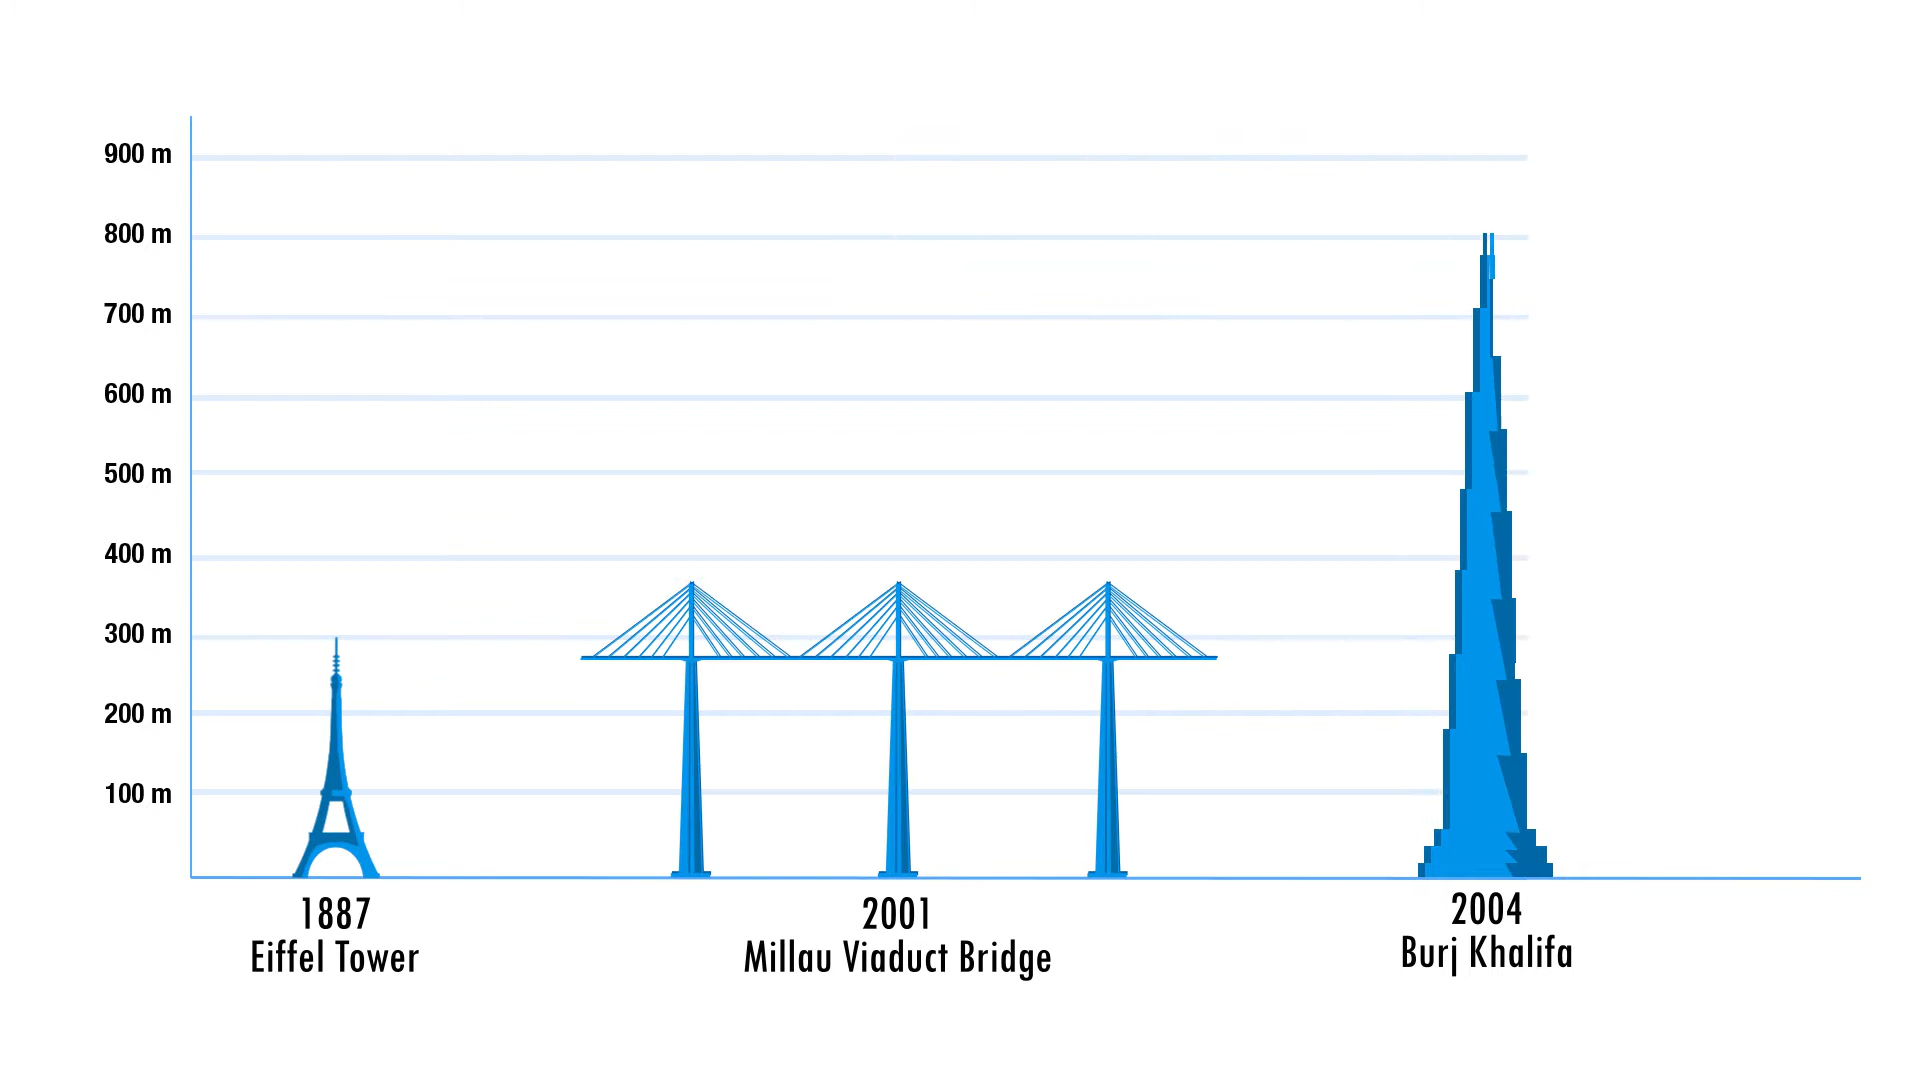 900 m
800 m
700 m
600 m
500 m
400 m
300 m
200 m
100 m
1887
Eiffel Tower
2001
Millau Viaduct Bridge
2004
Burj Khalifa